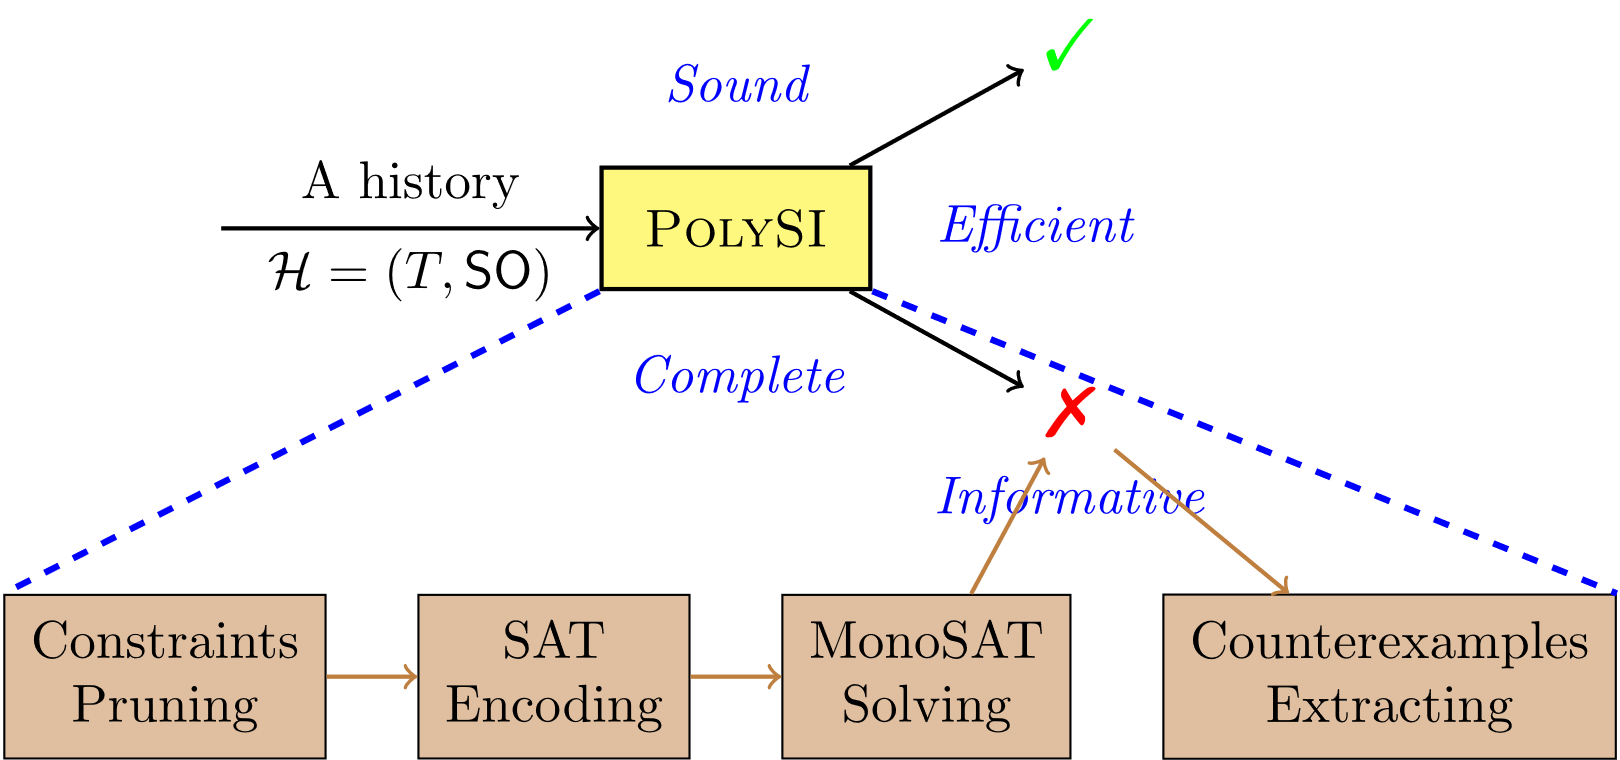 ✓
Sound
A history
POLYSI
Efficient
ℋ = (T, SO)
Complete
✗
Informative
Constraints
Pruning
SAT
Encoding
MonoSAT
Solving
Counterexamples
Extracting